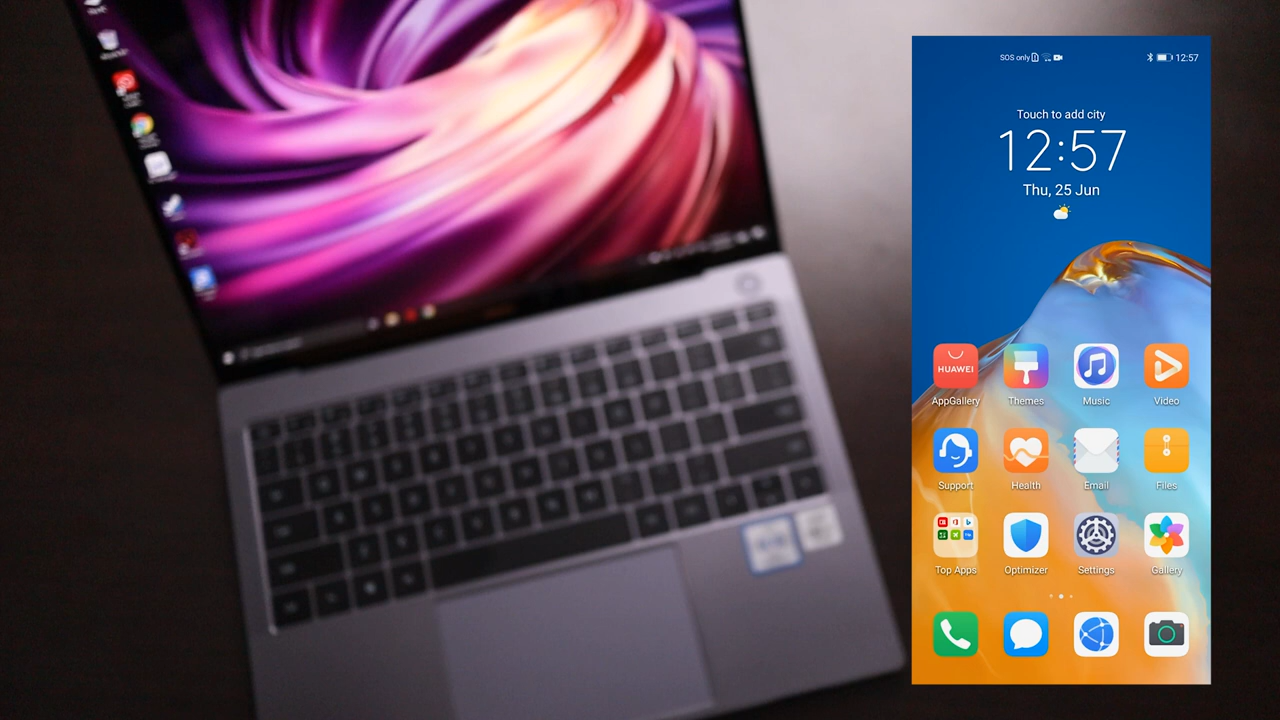 SOS only
12:57
Touch to add city
12:57
Thu, 25 Jun
HUAWEI
AppGallery
Themes
Music
Video
Support
Health
Email
Files
Top Apps
Optimizer
Settings
Gallery